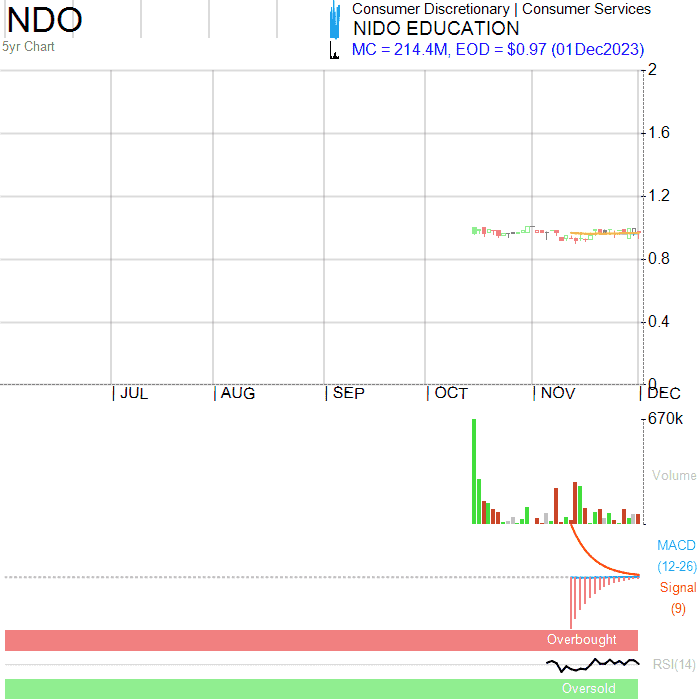 NDO
Consumer Discretionary | Consumer Services
NIDO EDUCATION
5yr Chart
MC = 214.4M, EOD = $0.97 (01Dec2023)
2
1.6
1.2
0.8
0.4
0
| JUL | AUG | SEP | OCT | NOV | DEC
670k
Volume
MACD
(12-26)
Signal
(9)
Overbought
RSI(14)
Oversold